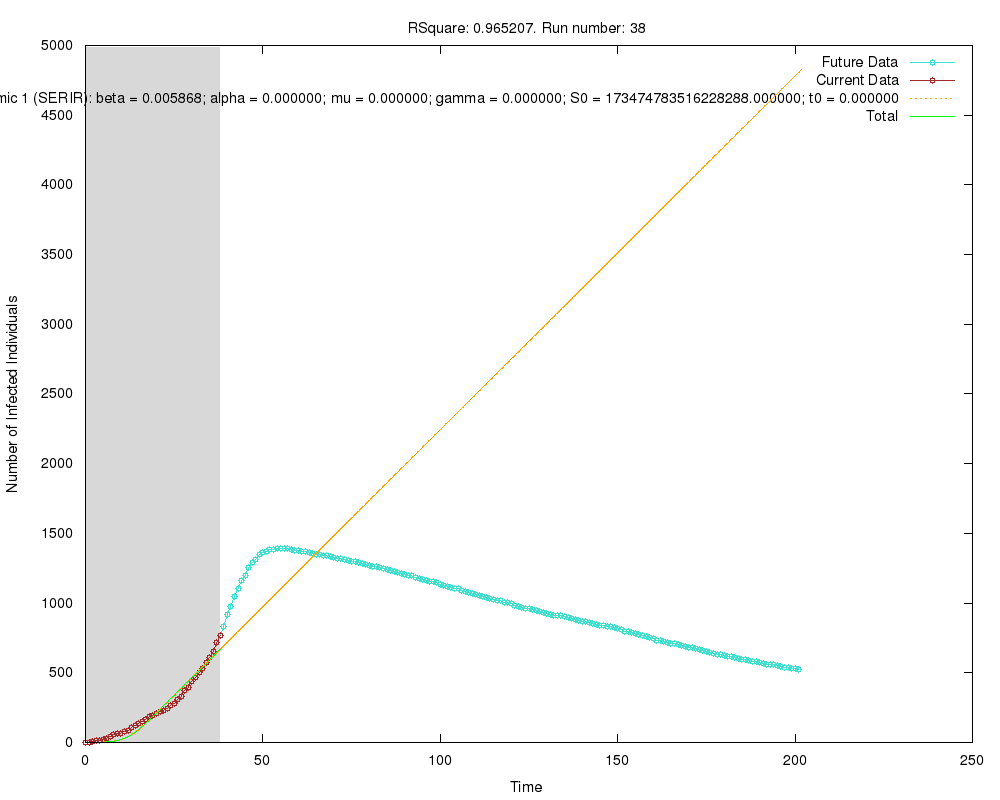 RSquare: 0.965207. Run number: 38
5000
4500
4000
3500
3000
2500
2000
1500
1000
500
0
Number of Infected Individuals
Future Data
Current Data
mic 1 (SERIR): beta = 0.005868; alpha = 0.000000; mu = 0.000000; gamma = 0.000000; S0 = 173474783516228288.000000; t0 = 0.000000
Total
0 50 100 150 200 250
Time